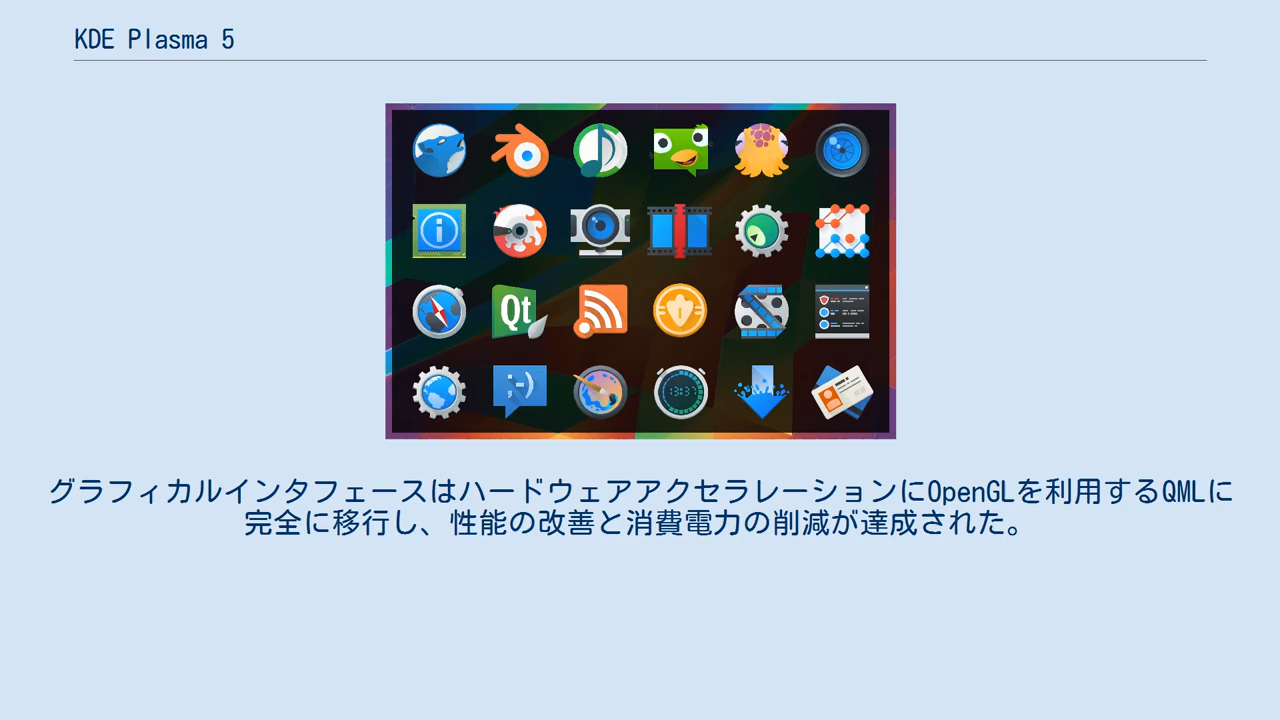 KDE Plasma 5
Qt
;-)
13:37
グラフィカルインタフェースはハードウェアアクセラレーションにOpenGLを利用するQMLに
完全に移行し、性能の改善と消費電力の削減が達成された。